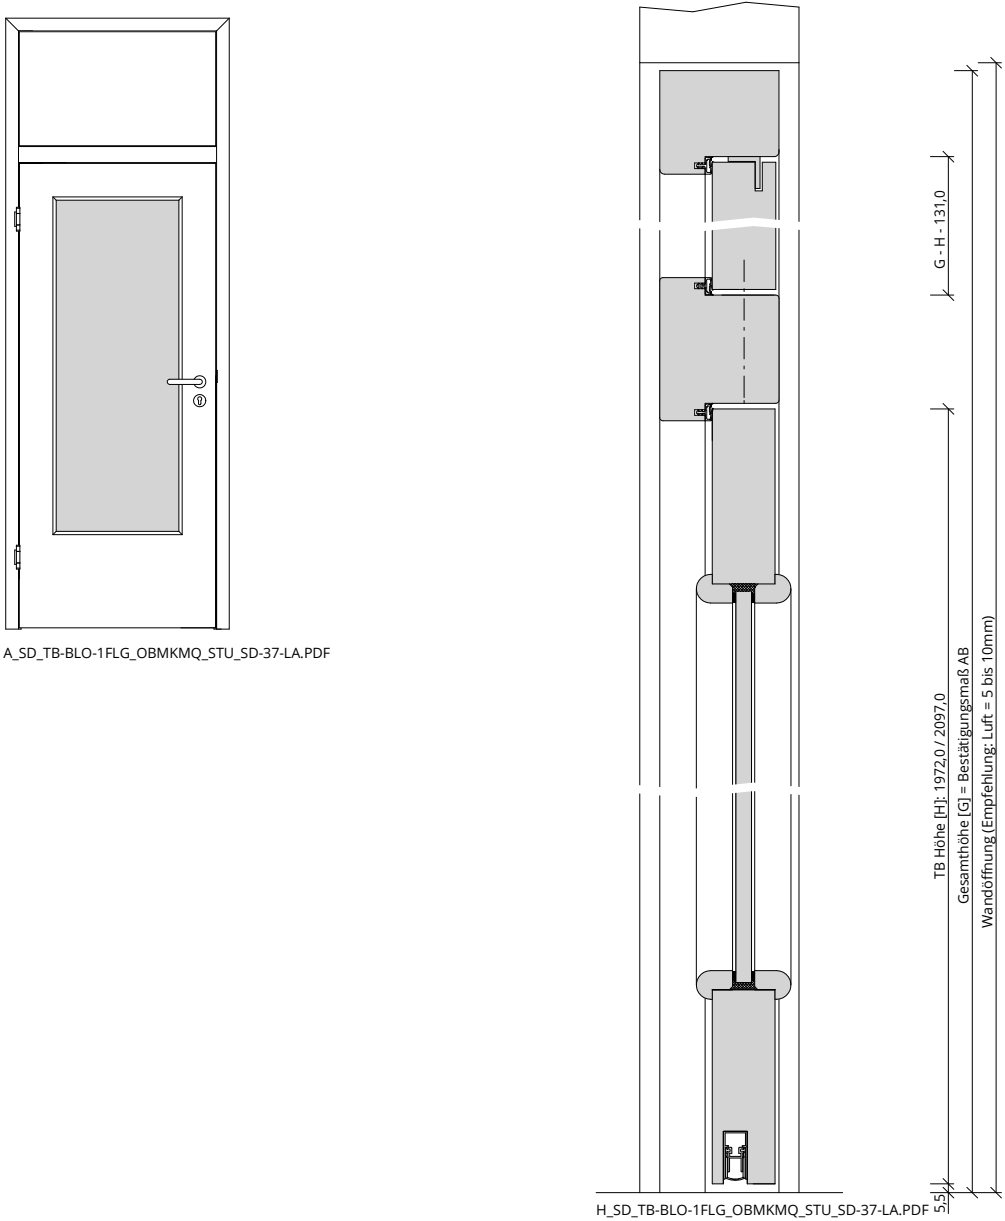 G - H - 131,0
TB Höhe [H]: 1972,0 / 2097,0
Gesamthöhe [G] = Bestätigungsmaß AB
Wandöffnung (Empfehlung: Luft = 5 bis 10mm)
A_SD_TB-BLO-1FLG_OBMKMQ_STU_SD-37-LA.PDF
H_SD_TB-BLO-1FLG_OBMKMQ_STU_SD-37-LA.PDF
5,5